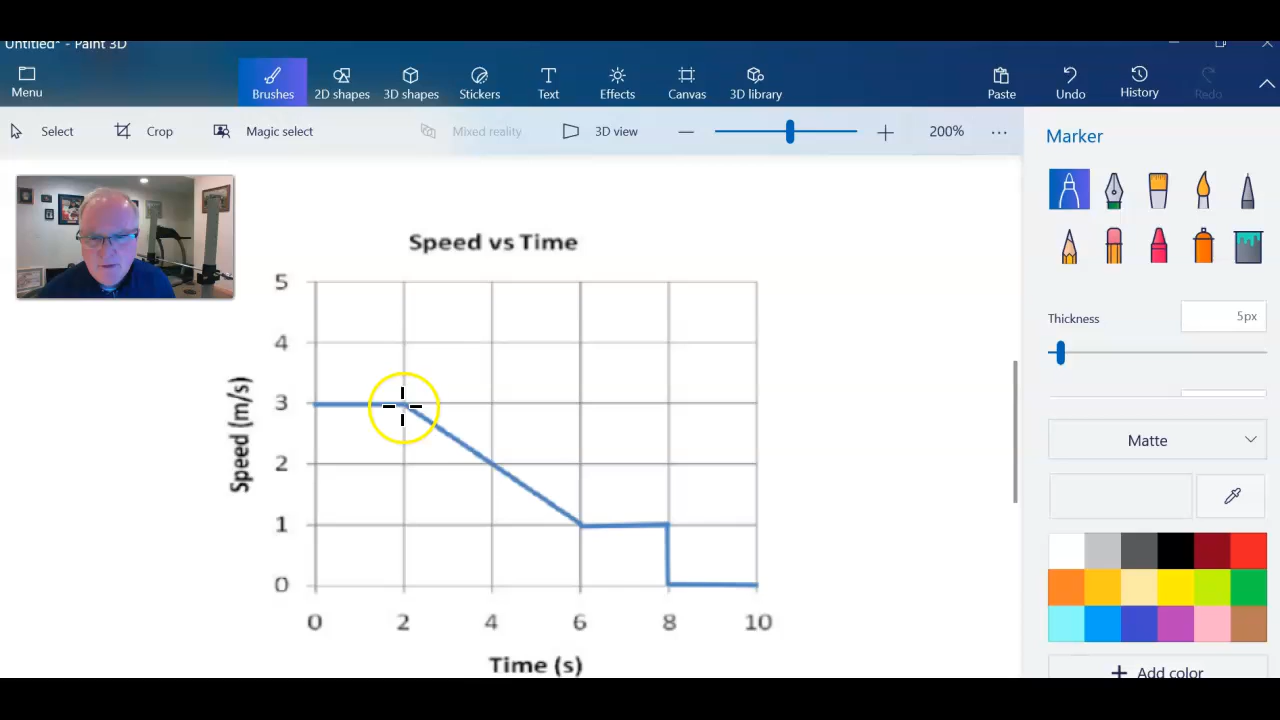 Untitled* - Paint 3D
Menu
Brushes
2D shapes
3D shapes
Stickers
Text
Effects
Canvas
3D library
Paste
Undo
History
Redo
Select
Crop
Magic select
Mixed reality
3D view
200%
Marker
Thickness
5px
Matte
Add color
Speed vs Time
Speed (m/s)
5
4
3
2
1
0
0 2 4 6 8 10
Time (s)